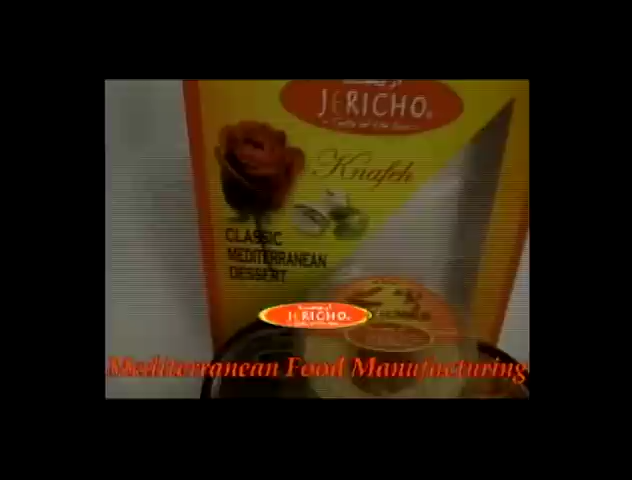 JERICHO
Knafeh
CLASSIC
MEDITERRANEAN
DESSERT
JERICHO
Mediterranean Food Manufacturing